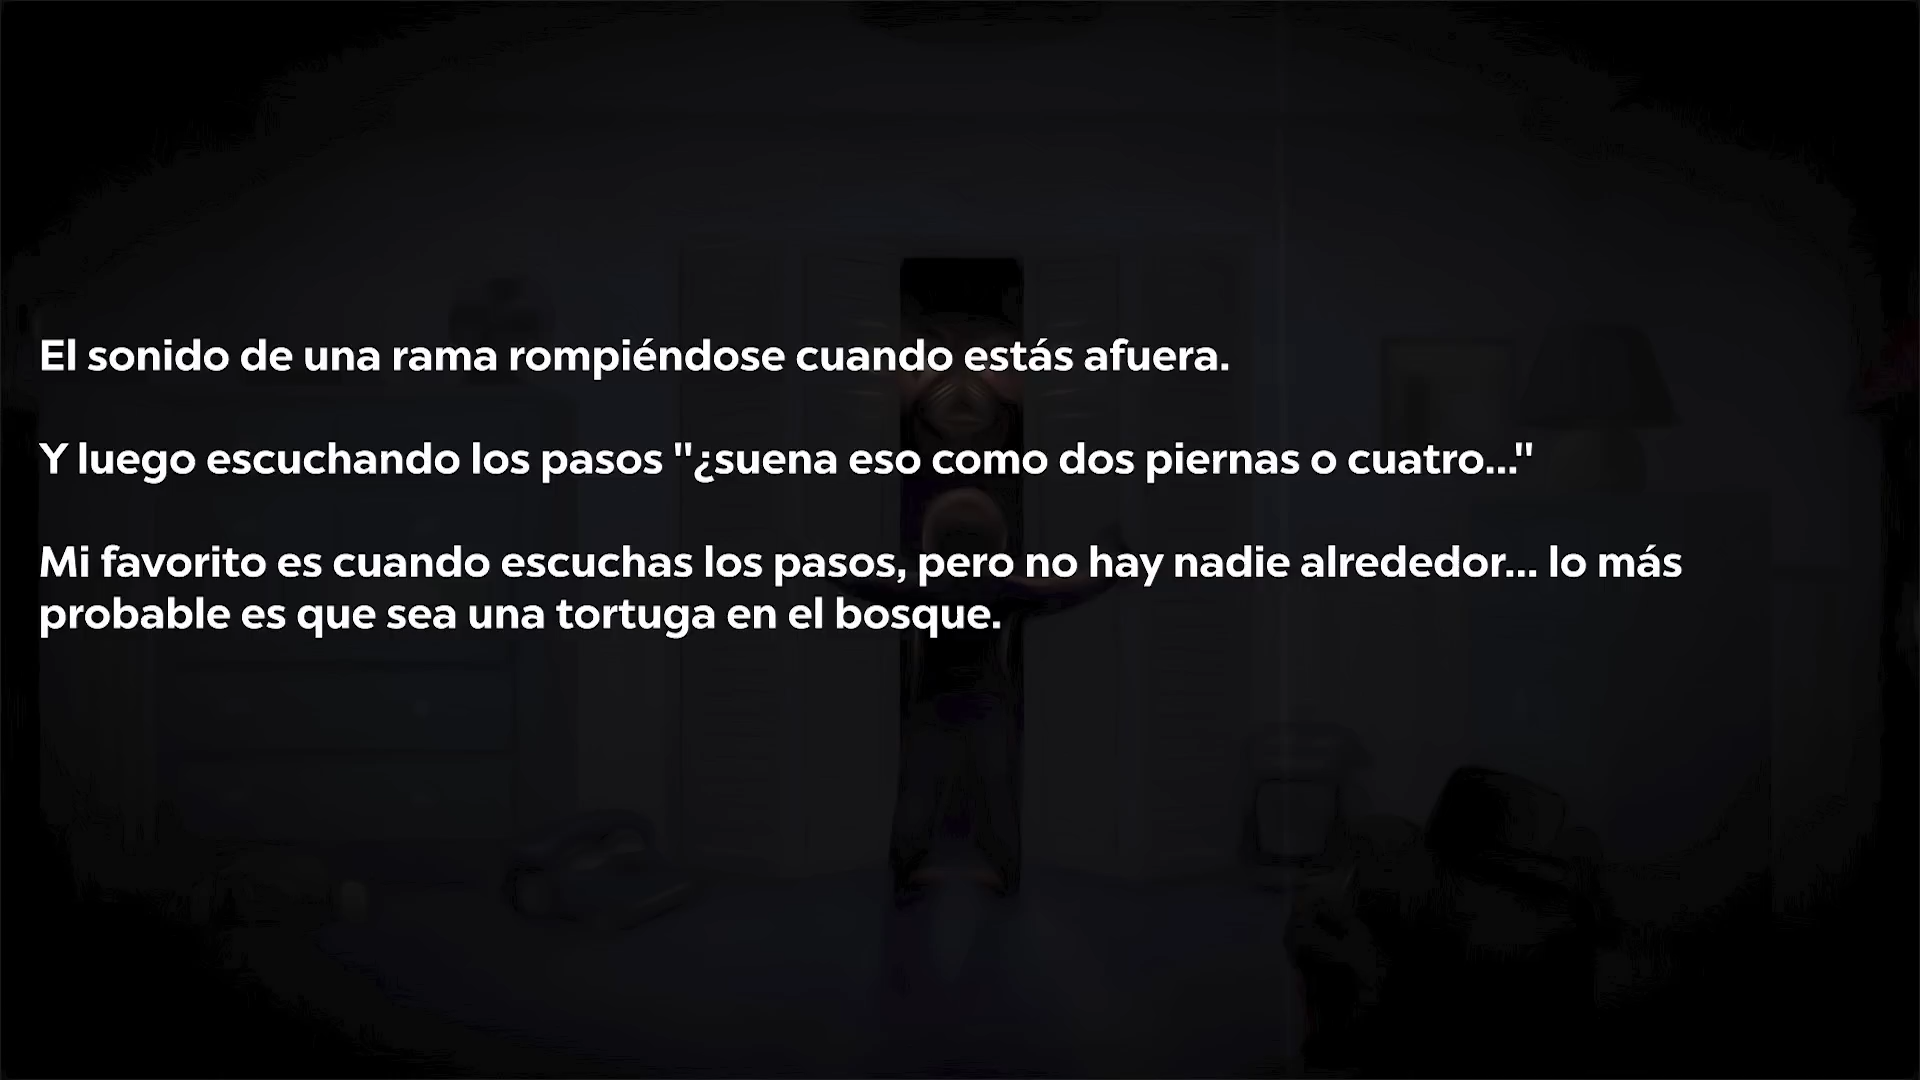 El sonido de una rama rompiéndose cuando estás afuera.
Y luego escuchando los pasos "¿suena eso como dos piernas o cuatro..."
Mi favorito es cuando escuchas los pasos, pero no hay nadie alrededor... lo más
probable es que sea una tortuga en el bosque.